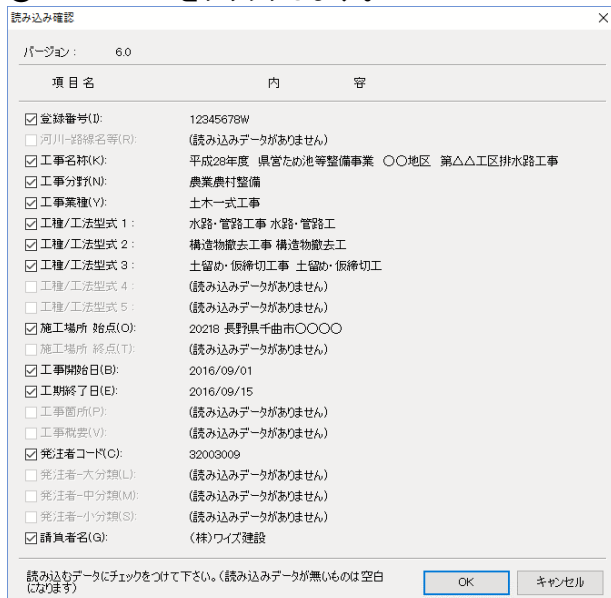 読み込み確認
バージョン： 6.0
項目名 内 容
登録番号(I): 12345678W
河川-路線名等(R): (読み込みデータがありません)
工事名称(K): 平成28年度 県営ため池等整備事業 〇〇地区 第△△工区排水路工事
工事分野(N): 農業農村整備
工事業種(Y): 土木一式工事
工種/工法型式 1 : 水路・管路工事 水路・管路工
工種/工法型式 2 : 構造物撤去工事 構造物撤去工
工種/工法型式 3 : 土留め・仮締切工事 土留め・仮締切工
工種/工法型式 4 : (読み込みデータがありません)
工種/工法型式 5 : (読み込みデータがありません)
施工場所 始点(O): 20218 長野県千曲市〇〇〇〇
施工場所 終点(T): (読み込みデータがありません)
工事開始日(B): 2016/09/01
工期終了日(E): 2016/09/15
工事箇所(P): (読み込みデータがありません)
工事概要(V): (読み込みデータがありません)
発注者コード(C): 32003009
発注者-大分類(L): (読み込みデータがありません)
発注者-中分類(M): (読み込みデータがありません)
発注者-小分類(S): (読み込みデータがありません)
請負者名(G): (株)ワイズ建設
読み込むデータにチェックをつけて下さい。(読み込みデータが無いものは空白
になります)
OK キャンセル